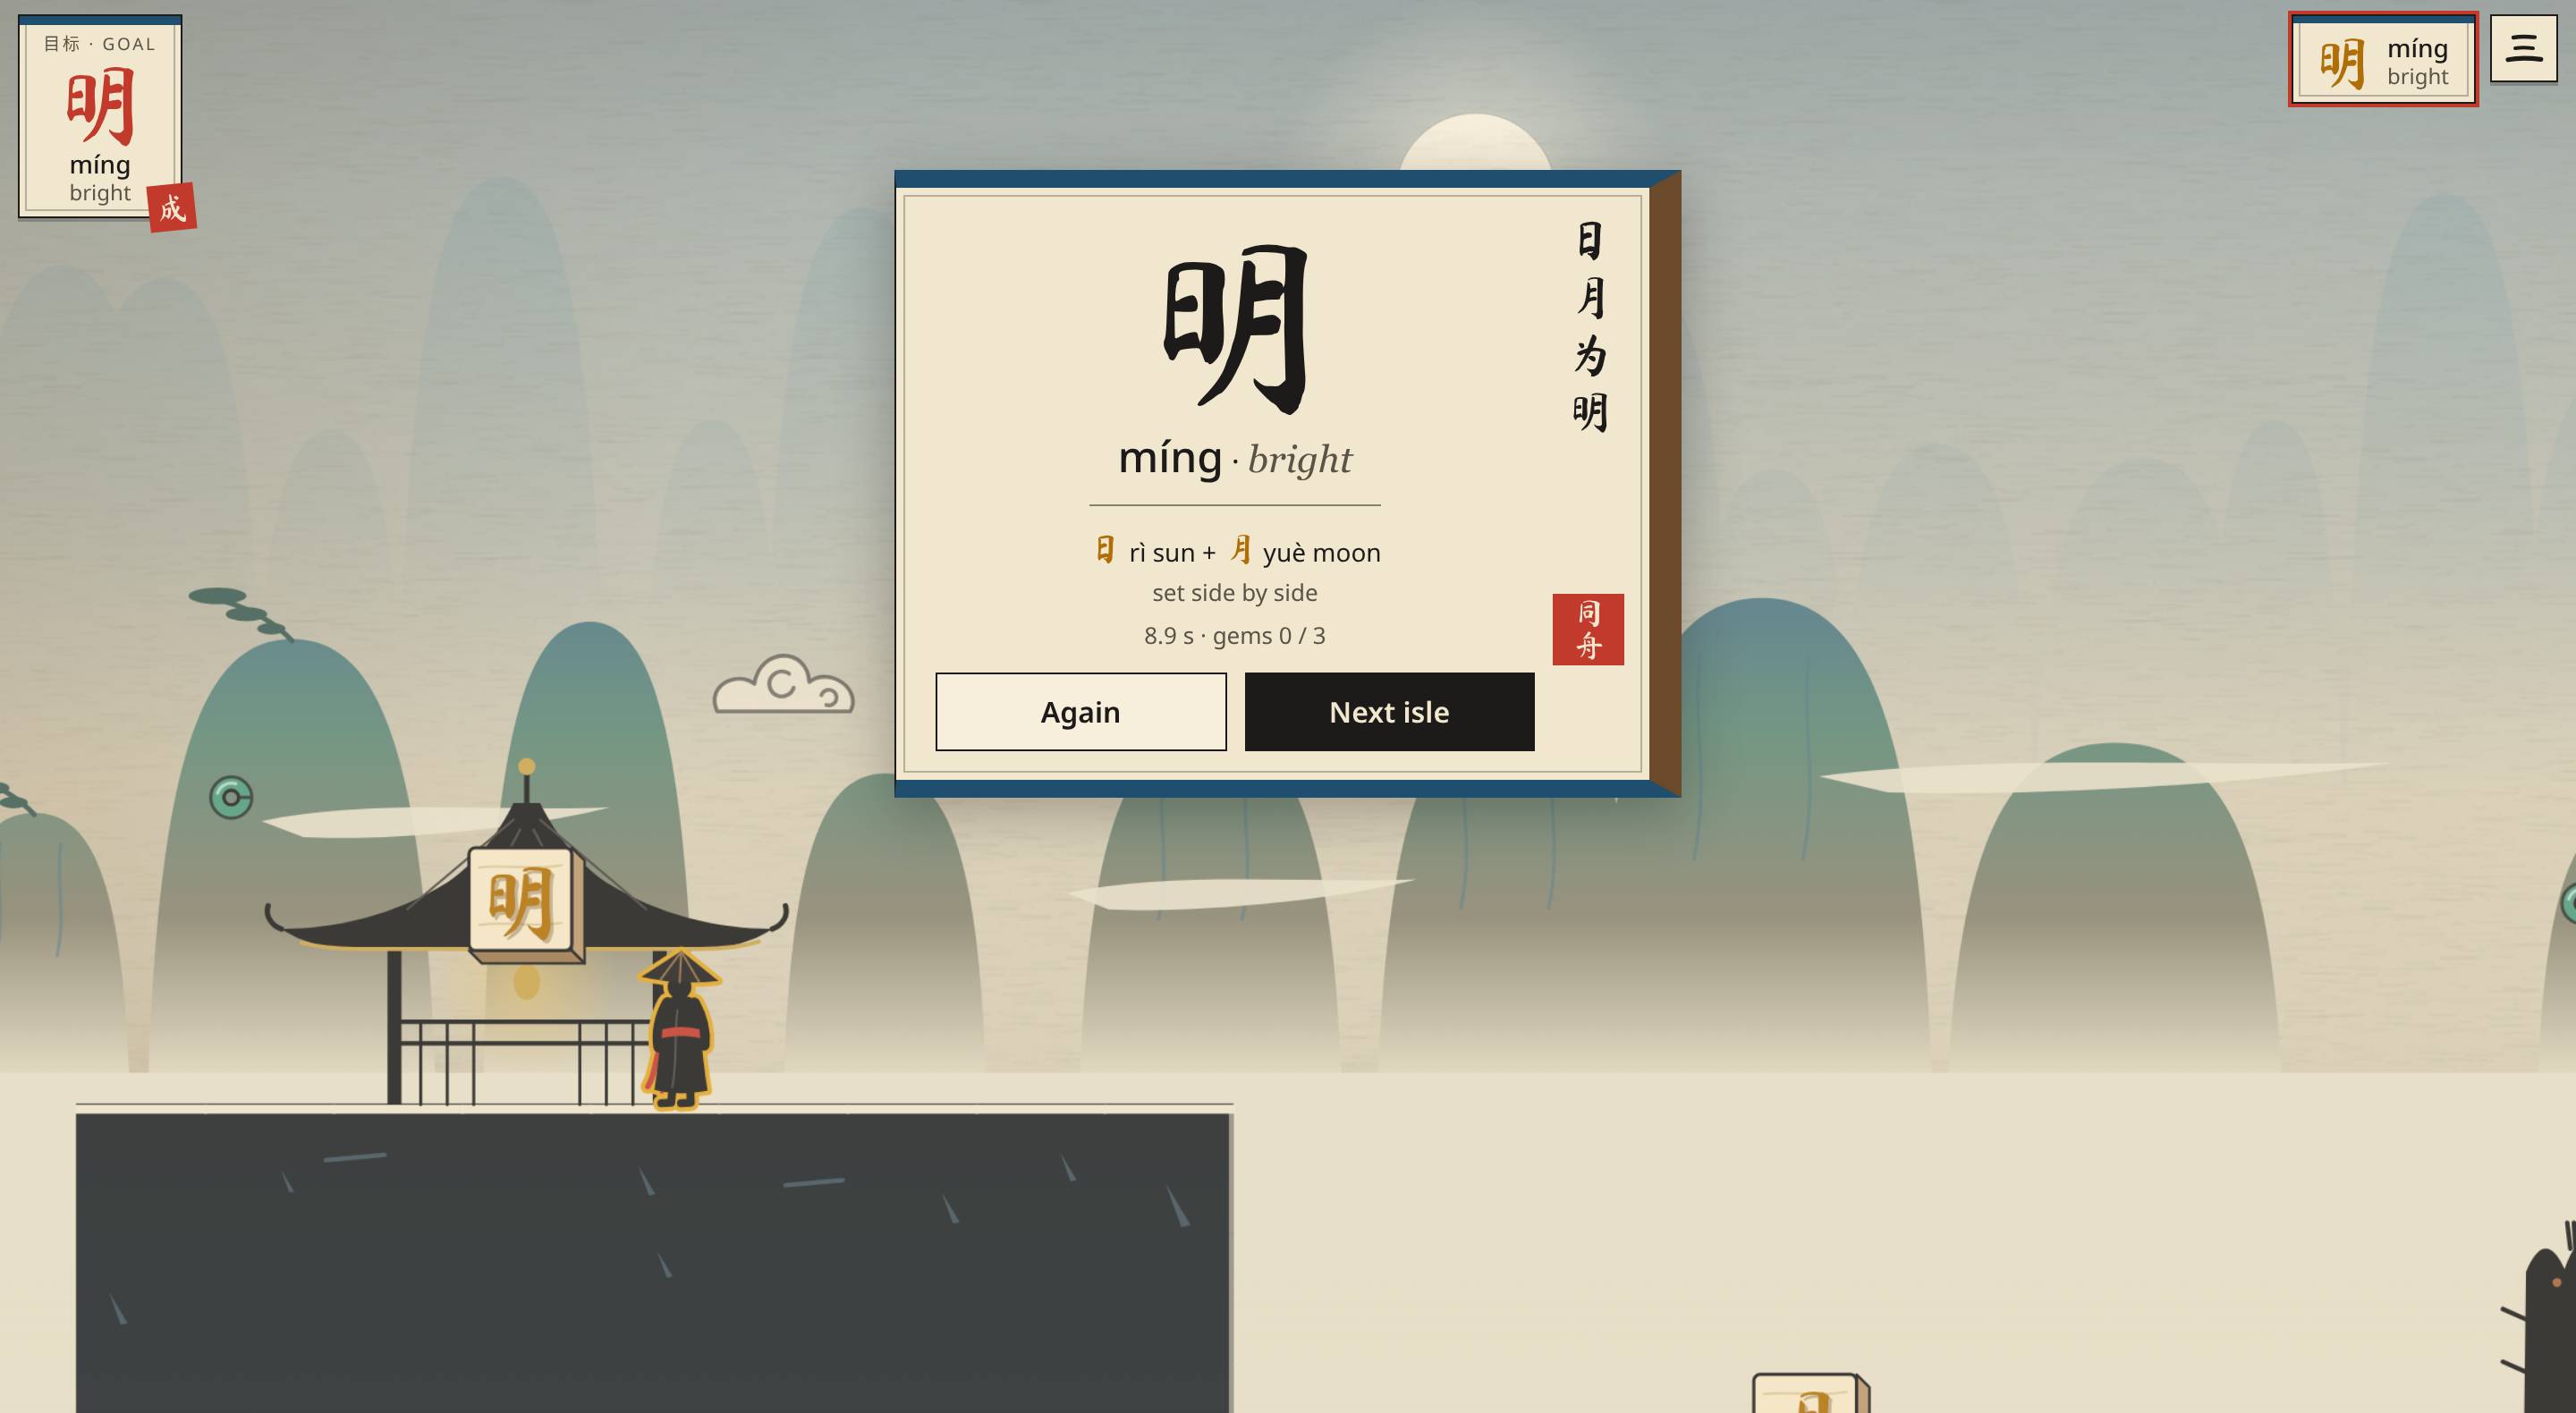 目标 · GOAL
明
míng
bright
成
明
míng
bright
三
明
míng · bright
日 rì sun + 月 yuè moon
set side by side
8.9 s · gems 0 / 3
Again
Next isle
日月为明
同舟
明